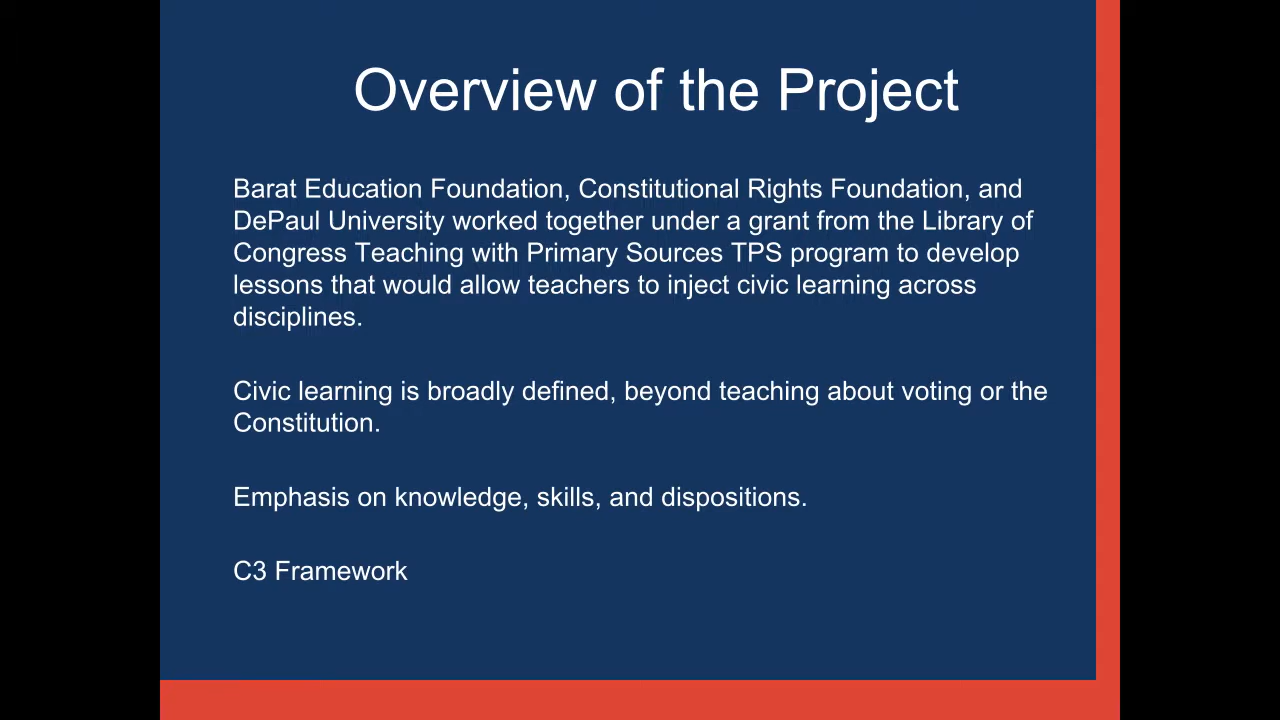 Overview of the Project
Barat Education Foundation, Constitutional Rights Foundation, and
DePaul University worked together under a grant from the Library of
Congress Teaching with Primary Sources TPS program to develop
lessons that would allow teachers to inject civic learning across
disciplines.
Civic learning is broadly defined, beyond teaching about voting or the
Constitution.
Emphasis on knowledge, skills, and dispositions.
C3 Framework